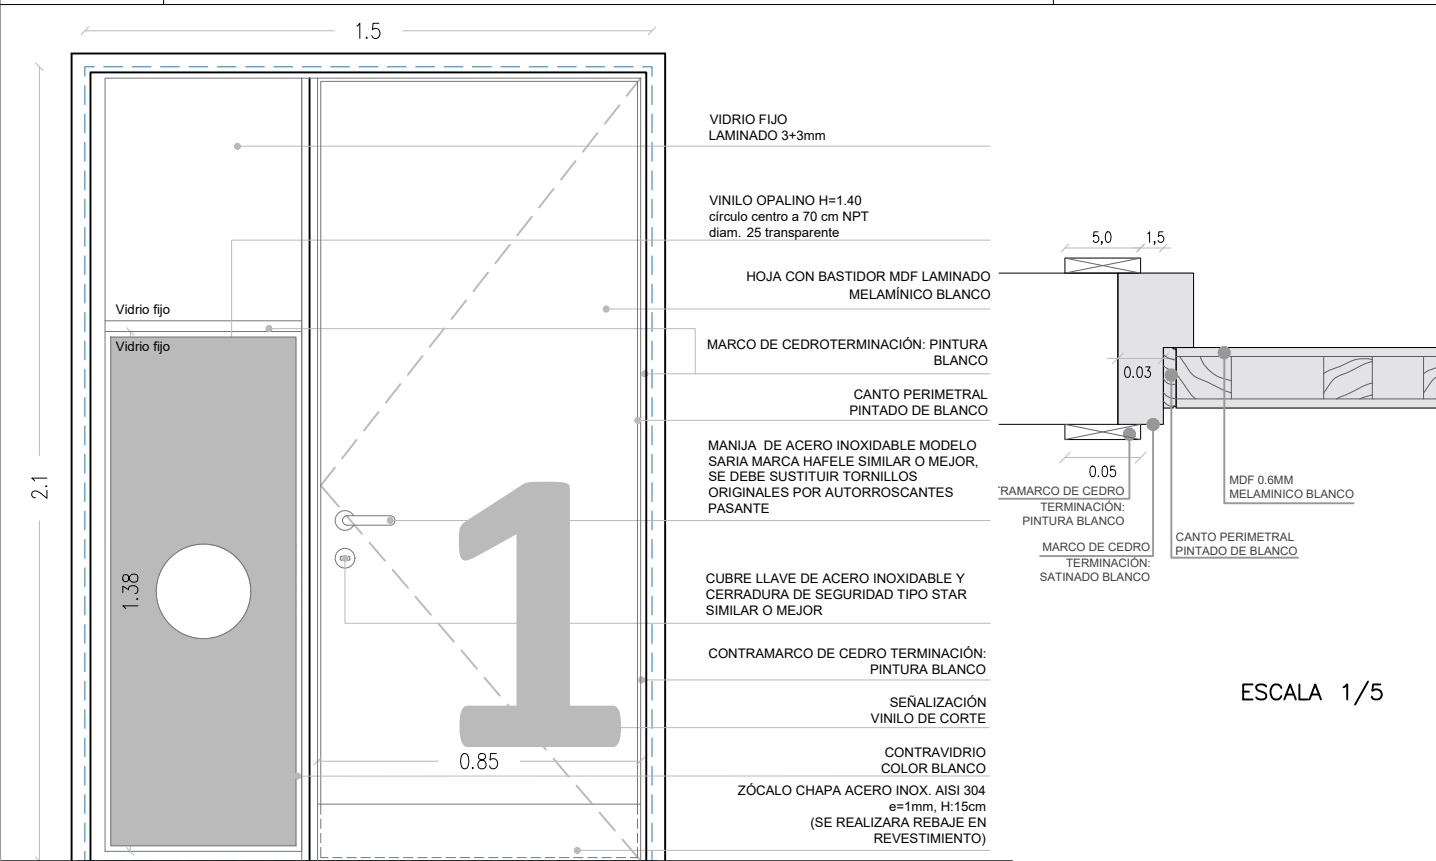 1.5
VIDRIO FIJO
LAMINADO 3+3mm
VINILO OPALINO H=1.40
círculo centro a 70 cm NPT
diam. 25 transparente
HOJA CON BASTIDOR MDF LAMINADO
MELAMÍNICO BLANCO
Vidrio fijo
Vidrio fijo
MARCO DE CEDROTERMINACIÓN: PINTURA
BLANCO
CANTO PERIMETRAL
PINTADO DE BLANCO
MANIJA DE ACERO INOXIDABLE MODELO
SARIA MARCA HAFELE SIMILAR O MEJOR,
SE DEBE SUSTITUIR TORNILLOS
ORIGINALES POR AUTORROSCANTES
PASANTE
2.1
1.38
1
CUBRE LLAVE DE ACERO INOXIDABLE Y
CERRADURA DE SEGURIDAD TIPO STAR
SIMILAR O MEJOR
CONTRAMARCO DE CEDRO TERMINACIÓN:
PINTURA BLANCO
SEÑALIZACIÓN
VINILO DE CORTE
0.85
CONTRAVIDRIO
COLOR BLANCO
ZÓCALO CHAPA ACERO INOX. AISI 304
e=1mm, H:15cm
(SE REALIZARA REBAJE EN
REVESTIMIENTO)
5,0
1,5
0.03
0.05
TRAMARCO DE CEDRO
TERMINACIÓN:
PINTURA BLANCO
MARCO DE CEDRO
TERMINACIÓN:
SATINADO BLANCO
MDF 0.6MM
MELAMINICO BLANCO
CANTO PERIMETRAL
PINTADO DE BLANCO
ESCALA 1/5